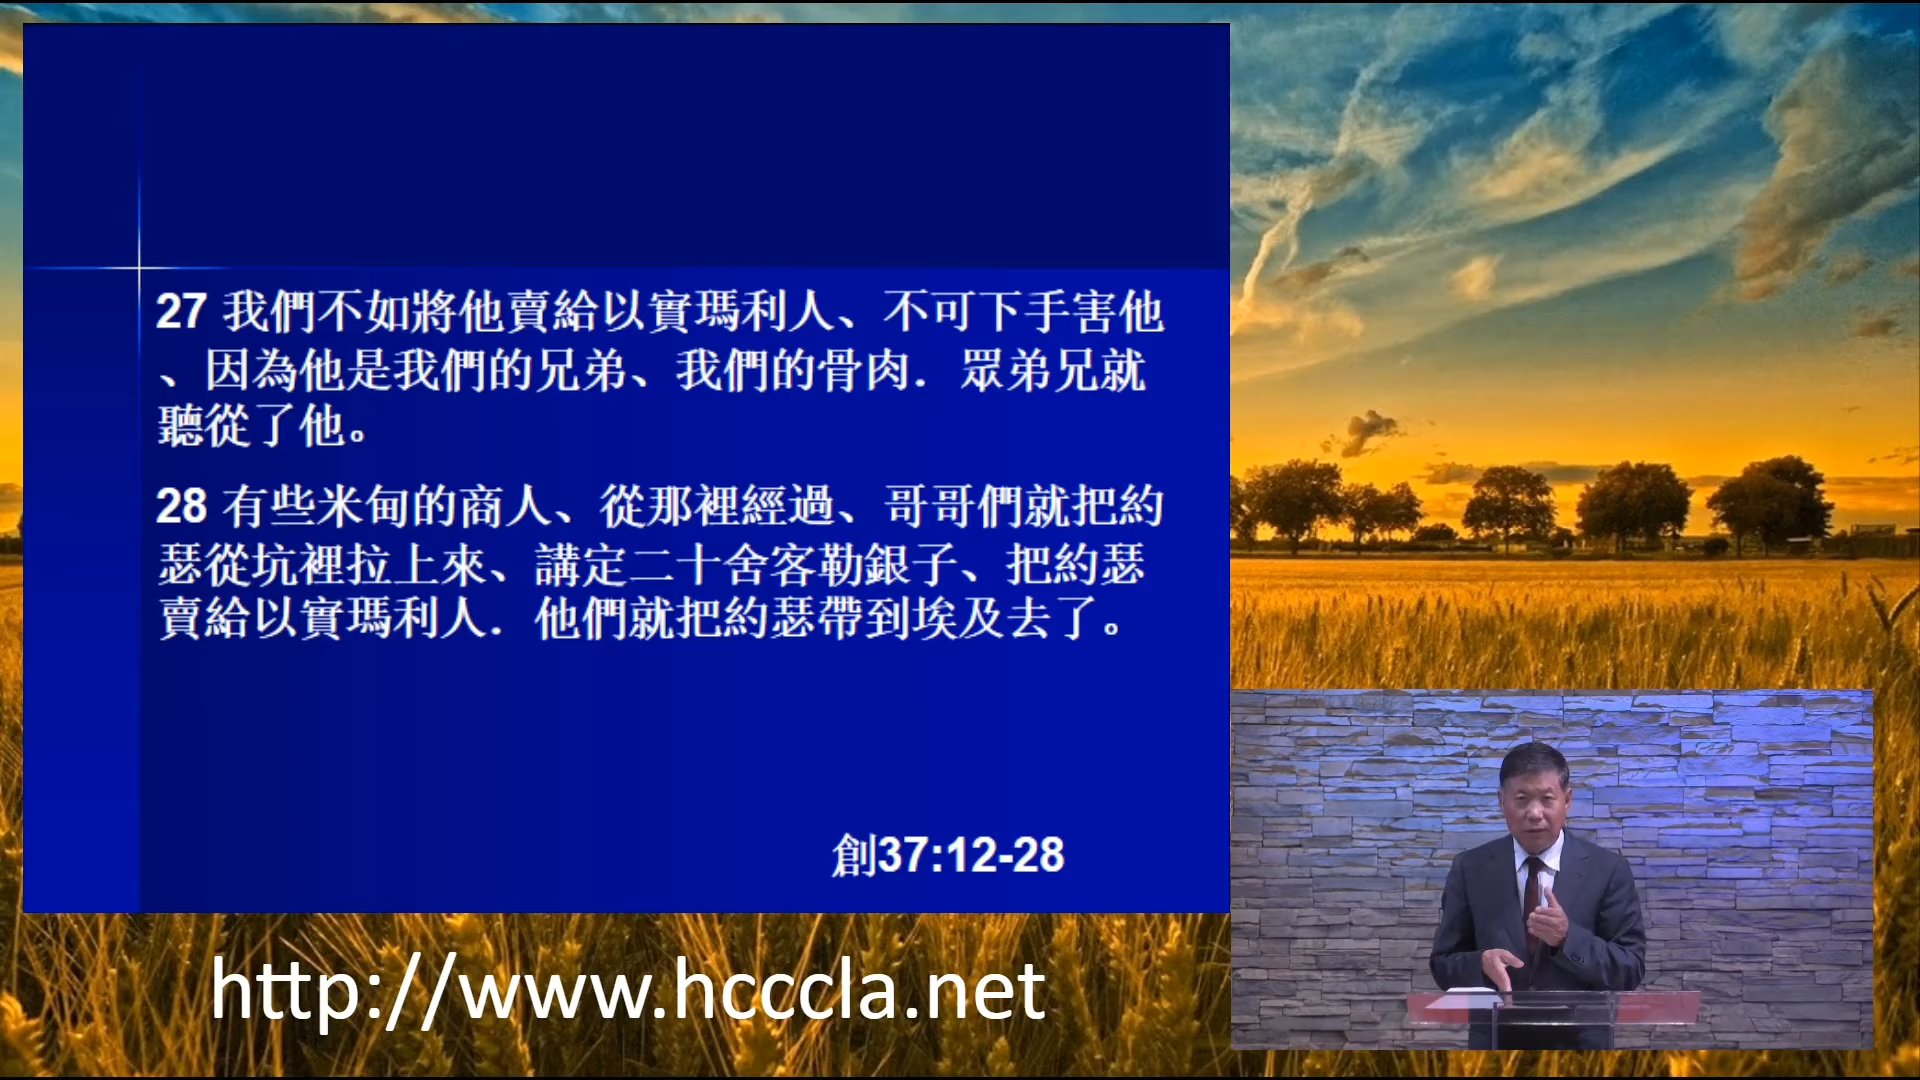 27 我們不如將他賣給以實瑪利人、不可下手害他
、因為他是我們的兄弟、我們的骨肉．眾弟兄就
聽從了他。
28 有些米甸的商人、從那裡經過、哥哥們就把約
瑟從坑裡拉上來、講定二十舍客勒銀子、把約瑟
賣給以實瑪利人．他們就把約瑟帶到埃及去了。
創37:12-28
http://www.hcccla.net